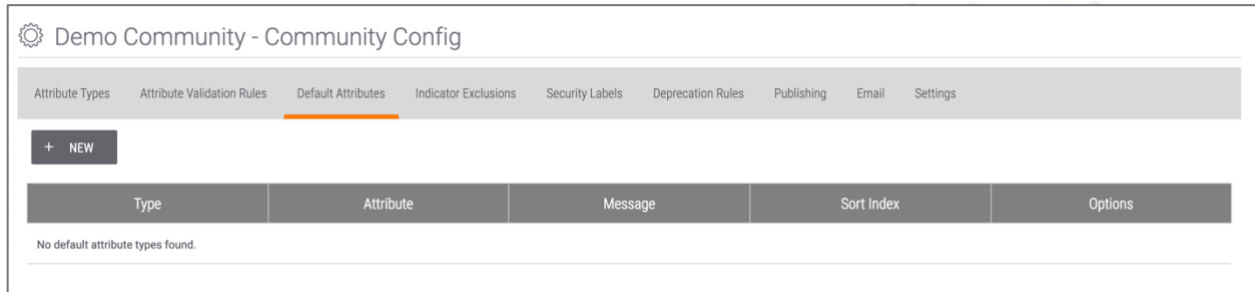 Demo Community - Community Config
Attribute Types Attribute Validation Rules Default Attributes Indicator Exclusions Security Labels Deprecation Rules Publishing Email Settings
+ NEW
Type Attribute Message Sort Index Options
No default attribute types found.